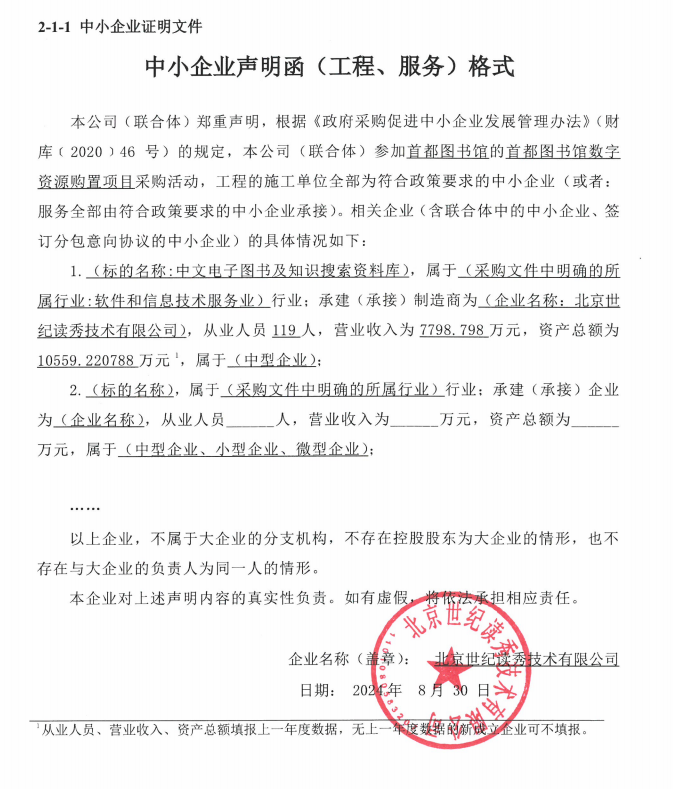 2-1-1 中小企业证明文件
中小企业声明函（工程、服务）格式
本公司（联合体）郑重声明，根据《政府采购促进中小企业发展管理办法》（财
库﹝2020﹞46 号）的规定，本公司（联合体）参加首都图书馆的首都图书馆数字
资源购置项目采购活动，工程的施工单位全部为符合政策要求的中小企业（或者：
服务全部由符合政策要求的中小企业承接）。相关企业（含联合体中的中小企业、签
订分包意向协议的中小企业）的具体情况如下：
1. （标的名称:中文电子图书及知识搜索资料库），属于（采购文件中明确的所
属行业:软件和信息技术服务业）行业；承建（承接）制造商为（企业名称：北京世
纪读秀技术有限公司），从业人员 119 人，营业收入为 7798.798 万元，资产总额为
10559.220788 万元 1，属于（中型企业）；
2. （标的名称），属于（采购文件中明确的所属行业）行业；承建（承接）企业
为（企业名称），从业人员______人，营业收入为______万元，资产总额为______
万元，属于（中型企业、小型企业、微型企业）；
……
以上企业，不属于大企业的分支机构，不存在控股股东为大企业的情形，也不
存在与大企业的负责人为同一人的情形。
本企业对上述声明内容的真实性负责。如有虚假，将依法承担相应责任。
企业名称（盖章）： 北京世纪读秀技术有限公司
日期： 2024 年 8 月 30 日
北京世纪读秀技术有限公司
1从业人员、营业收入、资产总额填报上一年度数据，无上一年度数据的新成立企业可不填报。